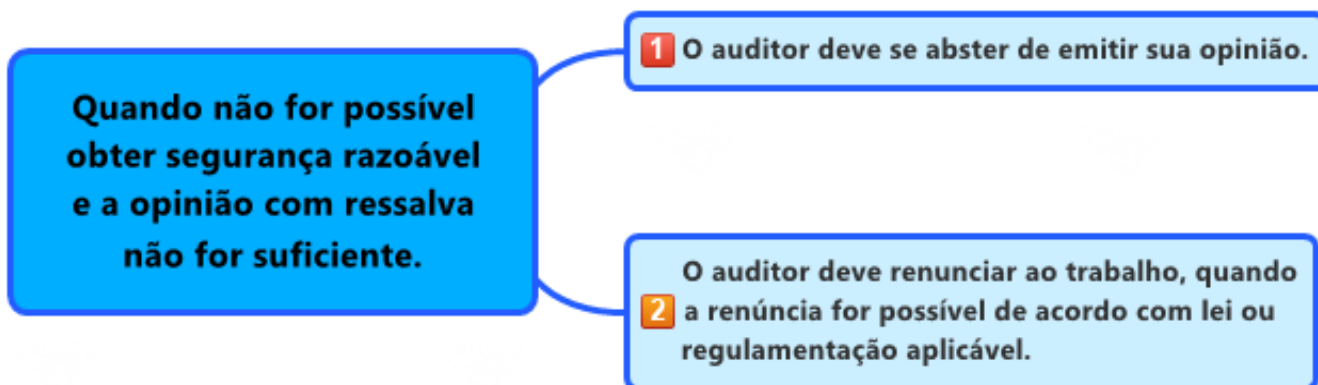 Quando não for possível
obter segurança razoável
e a opinião com ressalva
não for suficiente.
1 O auditor deve se abster de emitir sua opinião.
O auditor deve renunciar ao trabalho, quando
2 a renúncia for possível de acordo com lei ou
regulamentação aplicável.